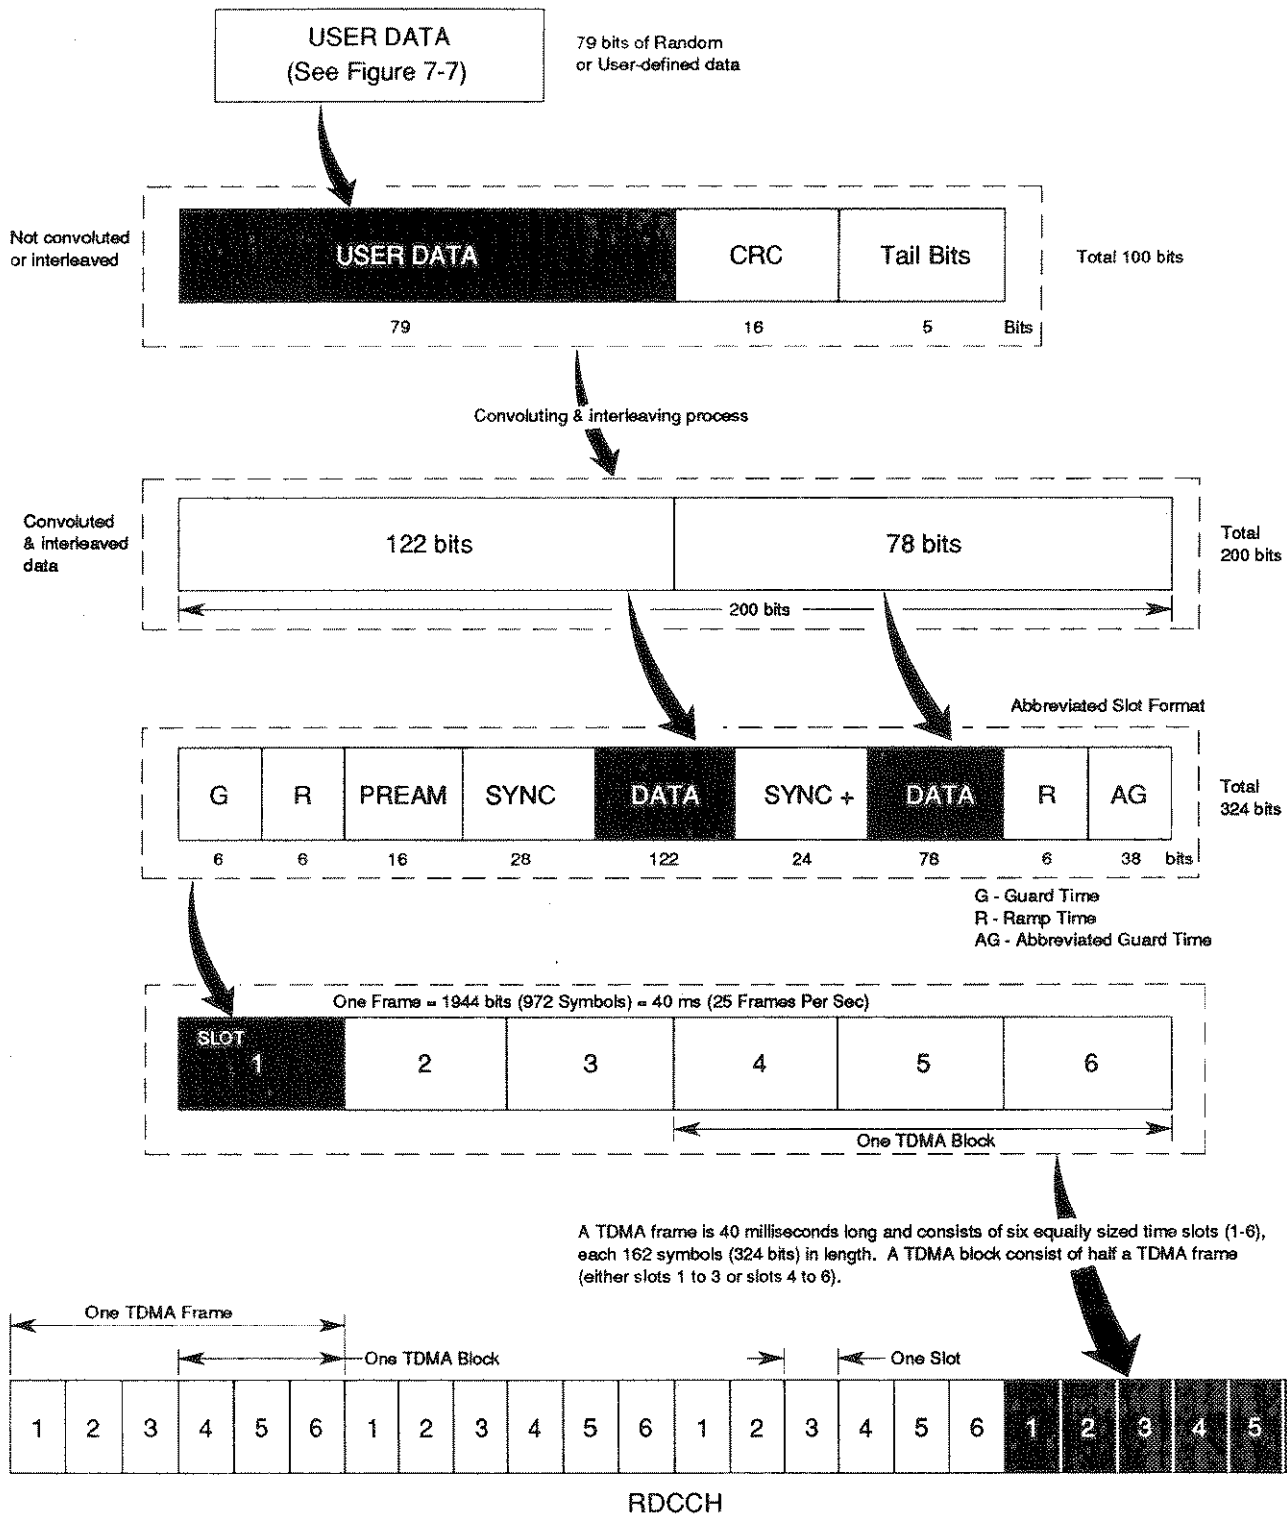 USER DATA
(See Figure 7-7)
79 bits of Random
or User-defined data
Not convoluted
or interleaved
USER DATA
CRC
Tail Bits
Total 100 bits
79
16
5
Bits
Convoluting & interleaving process
Convoluted
& interleaved
data
122 bits
78 bits
Total
200 bits
200 bits
Abbreviated Slot Format
G
R
PREAM
SYNC
DATA
SYNC +
DATA
R
AG
Total
324 bits
6
6
16
28
122
24
78
6
38
bits
G - Guard Time
R - Ramp Time
AG - Abbreviated Guard Time
One Frame = 1944 bits (972 Symbols) = 40 ms (25 Frames Per Sec)
SLOT
1
2
3
4
5
6
One TDMA Block
A TDMA frame is 40 milliseconds long and consists of six equally sized time slots (1-6),
each 162 symbols (324 bits) in length. A TDMA block consist of half a TDMA frame
(either slots 1 to 3 or slots 4 to 6).
One TDMA Frame
One TDMA Block
One Slot
1 2 3 4 5 6 1 2 3 4 5 6 1 2 3 4 5 6 1 2 3 4 5
RDCCH